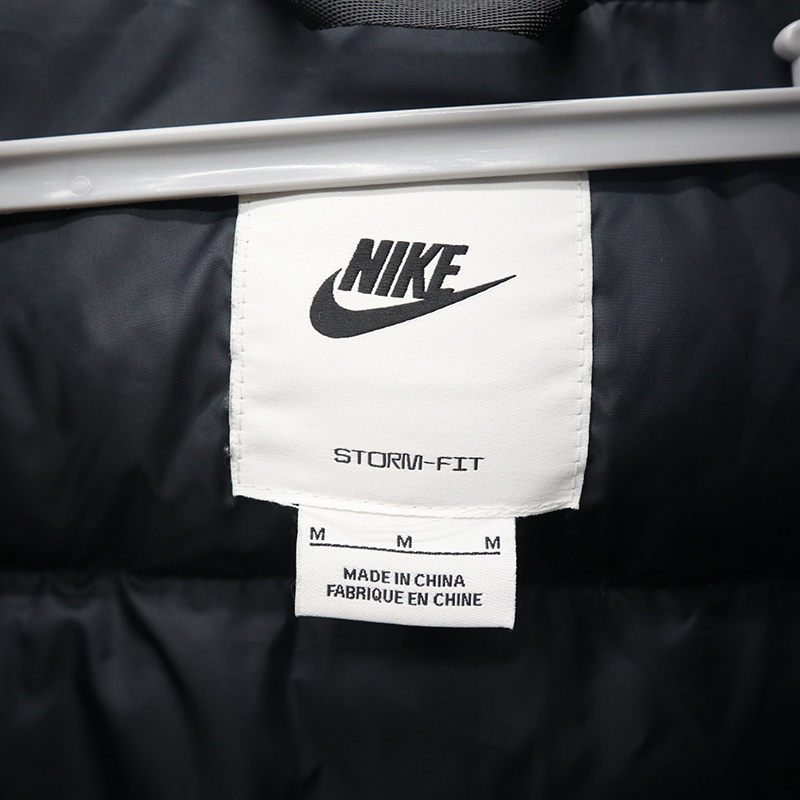 NIKE
STORM-FIT
M M M
MADE IN CHINA
FABRIQUE EN CHINE